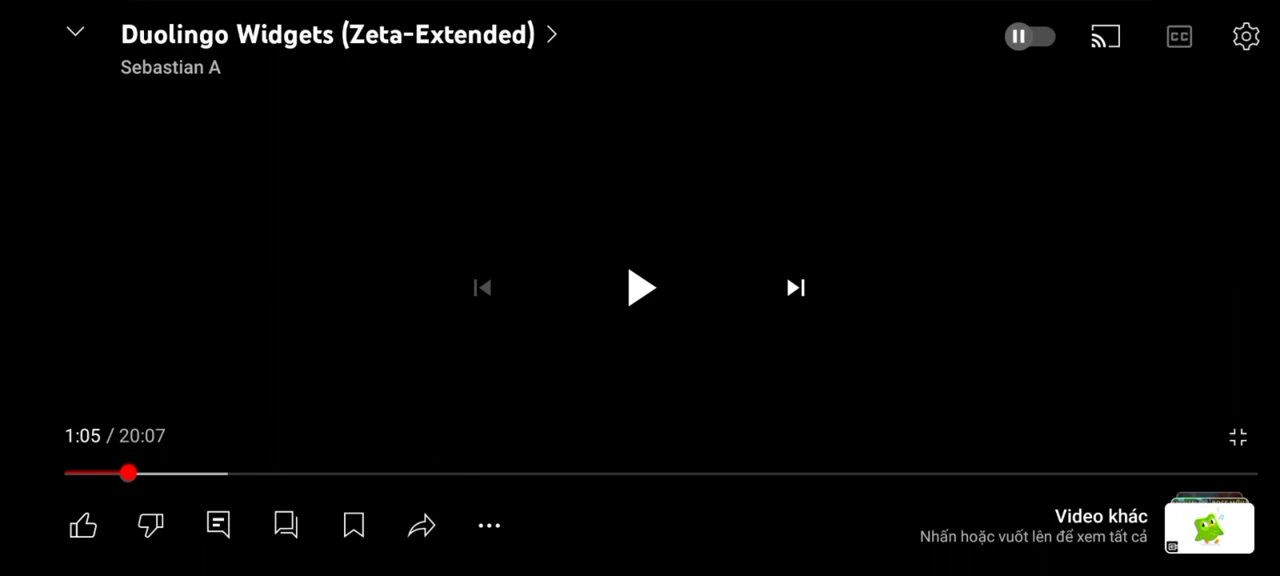 Duolingo Widgets (Zeta-Extended)
Sebastian A
CC
1:05 / 20:07
Video khác
Nhấn hoặc vuốt lên để xem tất cả